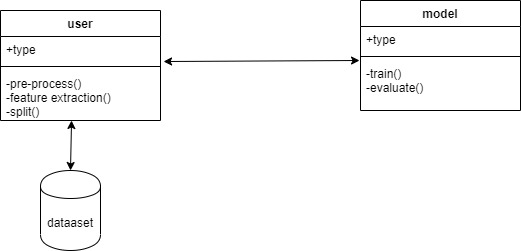 user
+type
-pre-process()
-feature extraction()
-split()
model
+type
-train()
-evaluate()
dataaset